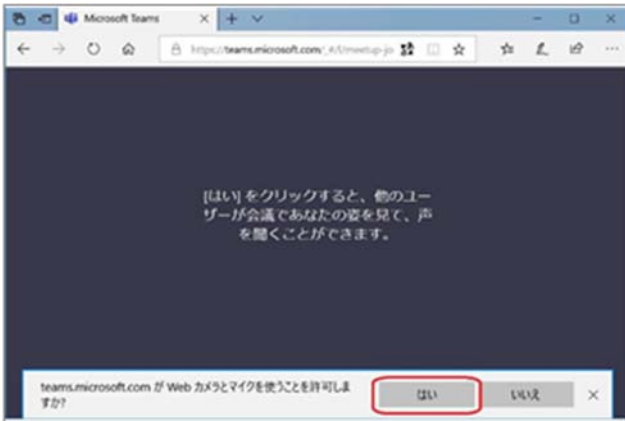 Microsoft Teams
https://teams.microsoft.com/_#/l/meetup-jo
[はい] をクリックすると、他のユー
ザーが会議であなたの姿を見て、声
を聞くことができます。
teams.microsoft.com が Web カメラとマイクを使うことを許可しま
すか?
はい
いいえ